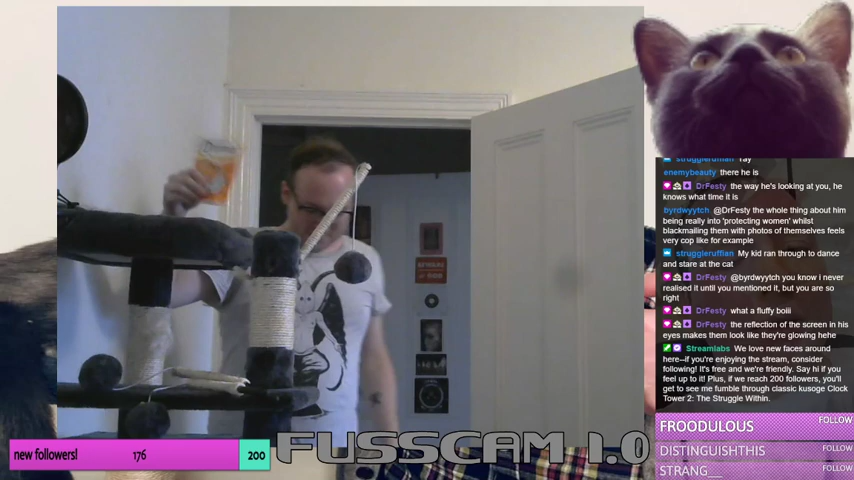 struggleruffian Yay
enemybeauty there he is
DrFesty the way he's looking at you, he
knows what time it is
byrdwyytch @DrFesty the whole thing about him
being really into 'protecting women' whilst
blackmailing them with photos of themselves feels
very cop like for example
struggleruffian My kid ran through to dance
and stare at the cat
DrFesty @byrdwyytch you know i never
realised it until you mentioned it, but you are so
right
DrFesty what a fluffy boiii
DrFesty the reflection of the screen in his
eyes makes them look like they're glowing hehe
Streamlabs We love new faces around
here--if you're enjoying the stream, consider
following! It's free and we're friendly. Say hi if you
feel up to it! Plus, if we reach 200 followers, you'll
get to see me fumble through classic kusoge Clock
Tower 2: The Struggle Within.
FROODULOUS FOLLOW
DISTINGUISHTHIS FOLLOW
STRANG__ FOLLOW
new followers! 176 200
FUSSCAM 1.0
BEWARE